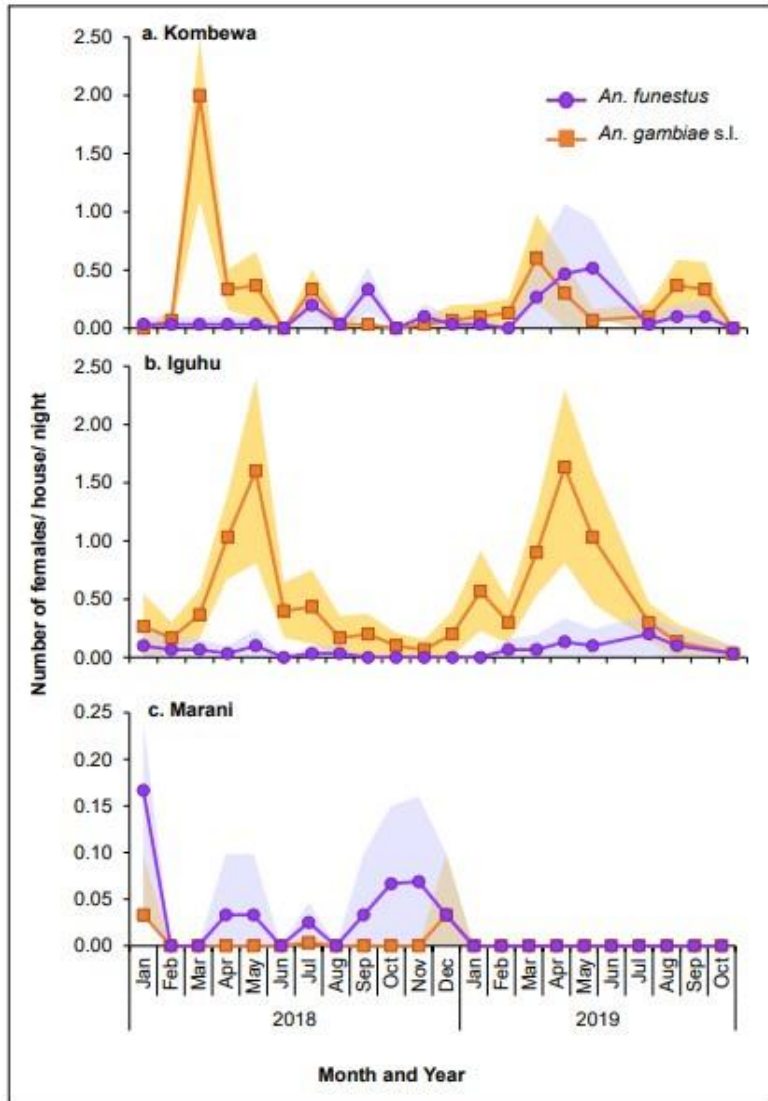 a. Kombewa
An. funestus
An. gambiae s.l.
2.50
2.00
1.50
1.00
0.50
0.00
b. Iguhu
2.50
2.00
1.50
1.00
0.50
0.00
Number of females/ house/ night
c. Marani
0.25
0.20
0.15
0.10
0.05
0.00
Jan Feb Mar Apr May Jun Jul Aug Sep Oct Nov Dec Jan Feb Mar Apr May Jul Aug Sep Oct
2018 2019
Month and Year